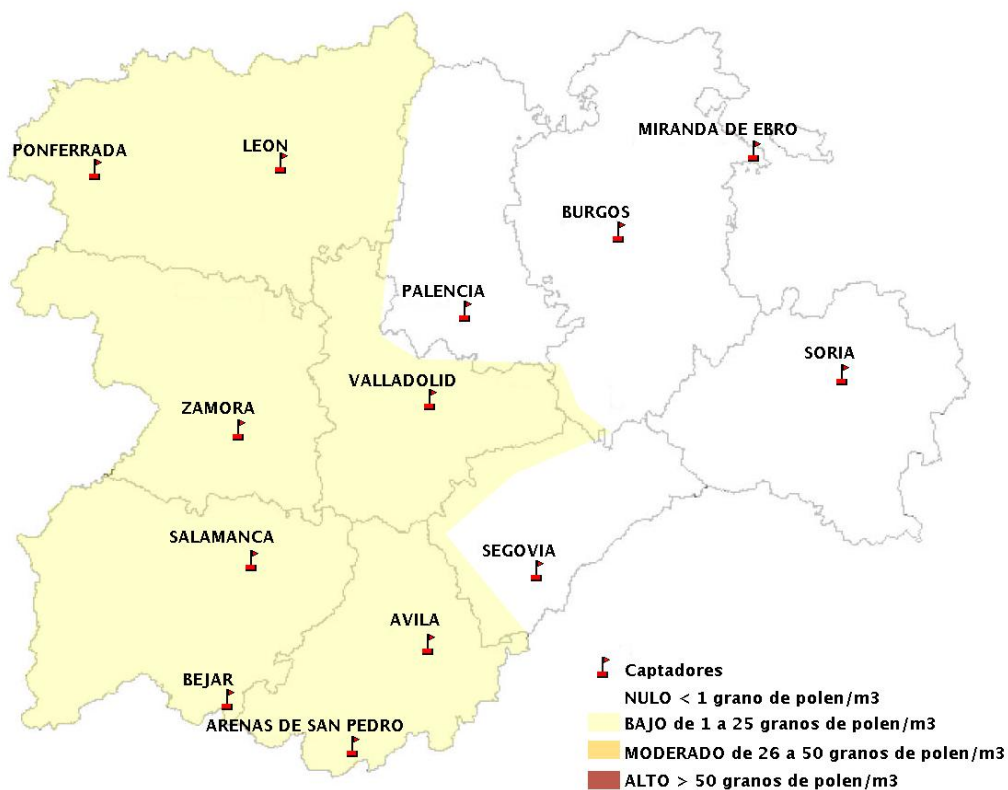 MIRANDA DE EBRO
PONFERRADA
LEON
BURGOS
PALENCIA
SORIA
VALLADOLID
ZAMORA
SALAMANCA
SEGOVIA
AVILA
BEJAR
ARENAS DE SAN PEDRO
Captadores
NULO < 1 grano de polen/m3
BAJO de 1 a 25 granos de polen/m3
MODERADO de 26 a 50 granos de polen/m3
ALTO > 50 granos de polen/m3